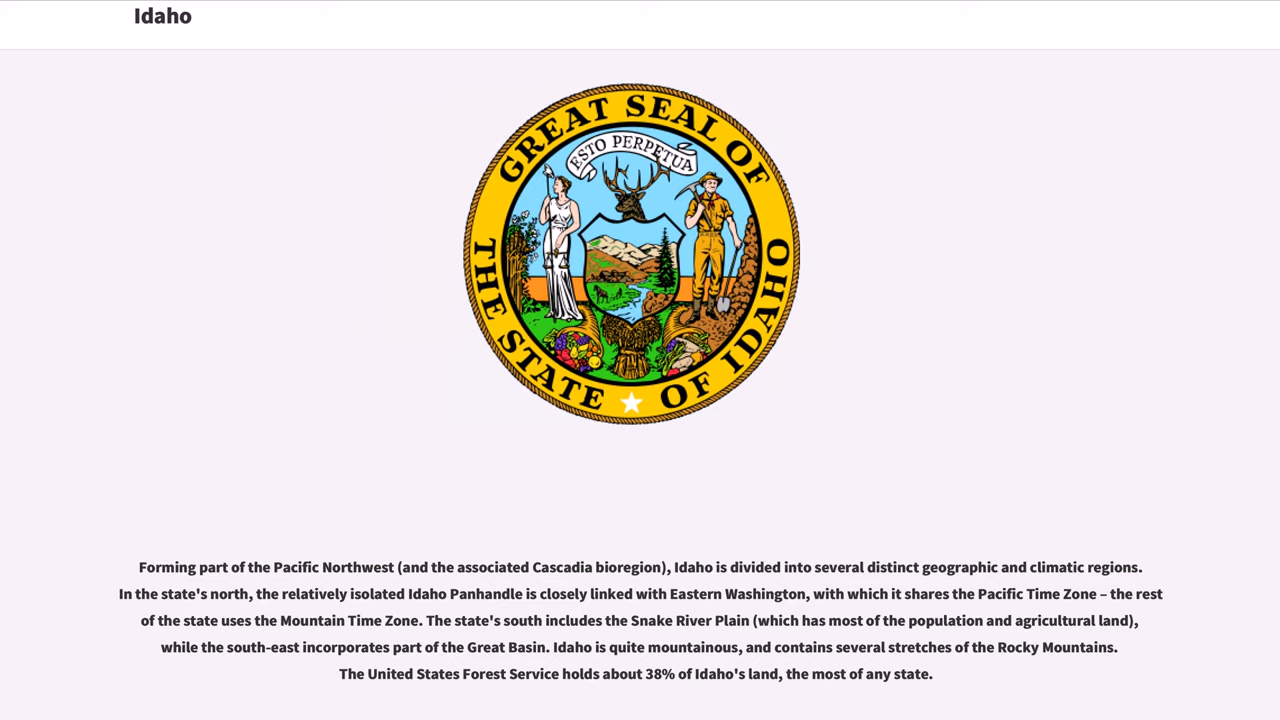 Idaho
GREAT SEAL OF
ESTO PERPETUA
THE STATE ★ OF IDAHO
Forming part of the Pacific Northwest (and the associated Cascadia bioregion), Idaho is divided into several distinct geographic and climatic regions.
In the state's north, the relatively isolated Idaho Panhandle is closely linked with Eastern Washington, with which it shares the Pacific Time Zone – the rest
of the state uses the Mountain Time Zone. The state's south includes the Snake River Plain (which has most of the population and agricultural land),
while the south-east incorporates part of the Great Basin. Idaho is quite mountainous, and contains several stretches of the Rocky Mountains.
The United States Forest Service holds about 38% of Idaho's land, the most of any state.